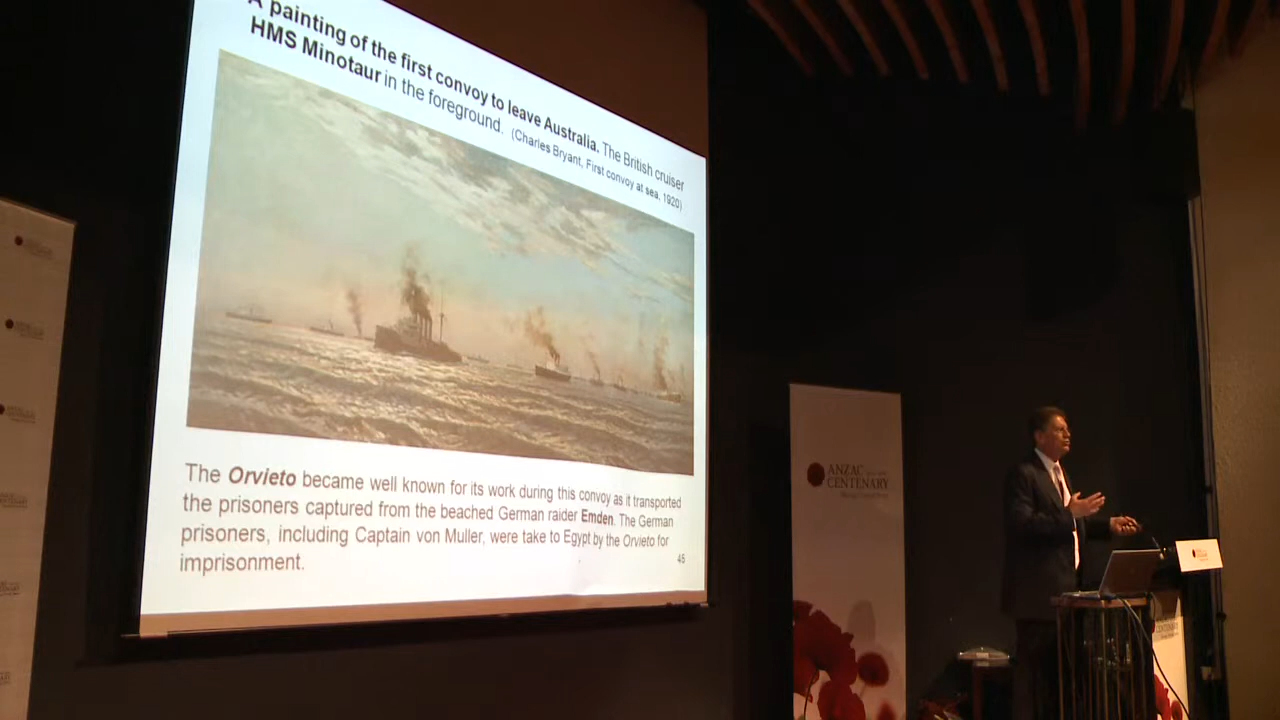 A painting of the first convoy to leave Australia. The British cruiser
HMS Minotaur in the foreground. (Charles Bryant, First convoy at sea, 1920)
The Orvieto became well known for its work during this convoy as it transported
the prisoners captured from the beached German raider Emden. The German
prisoners, including Captain von Muller, were take to Egypt by the Orvieto for
imprisonment.
45
ANZAC
CENTENARY